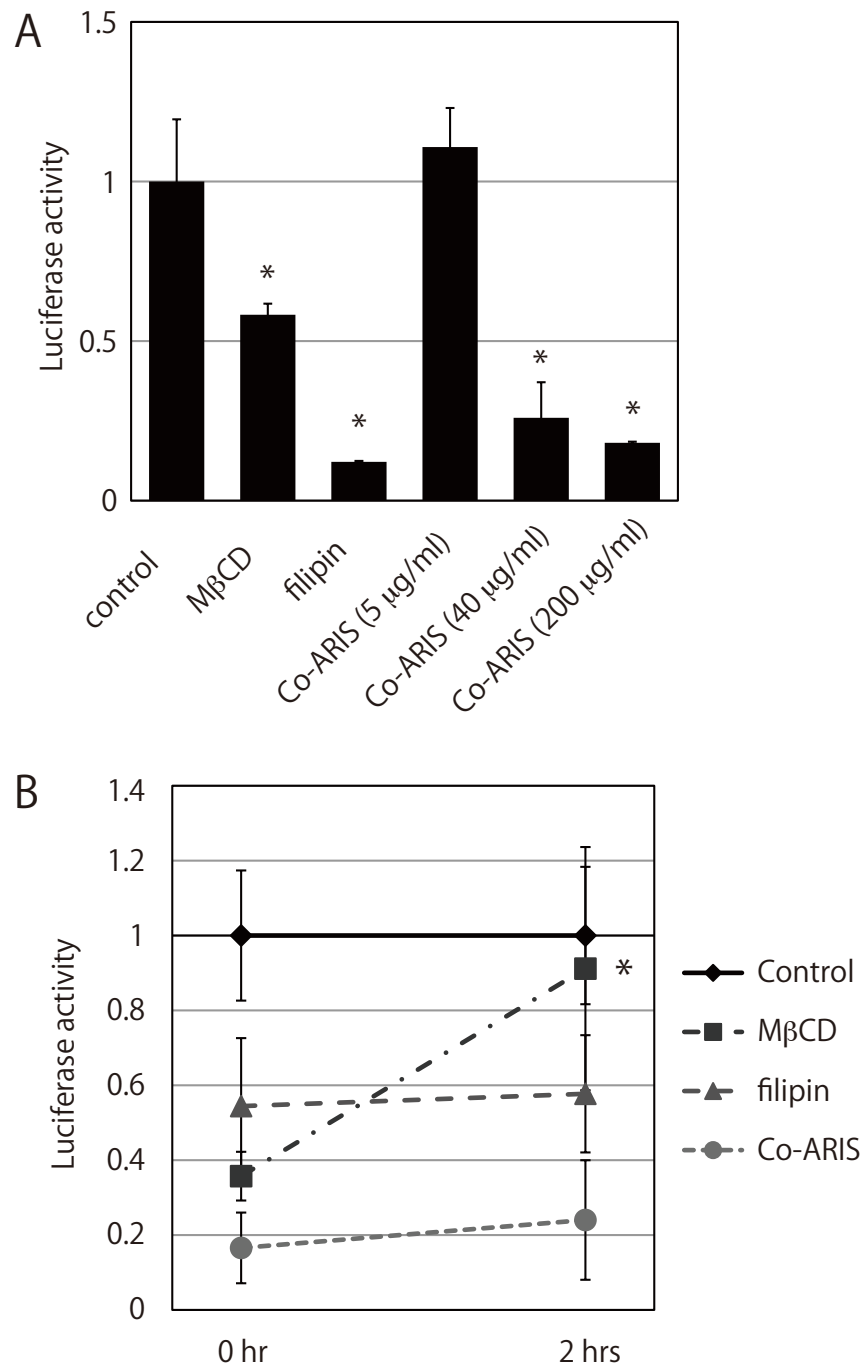 A
1.5
1
0.5
0
Luciferase activity
*
*
*
*
control
MβCD
filipin
Co-ARIS (5 μg/ml)
Co-ARIS (40 μg/ml)
Co-ARIS (200 μg/ml)
B
1.4
1.2
1
0.8
0.6
0.4
0.2
0
Luciferase activity
*
0 hr
2 hrs
Control
MβCD
filipin
Co-ARIS